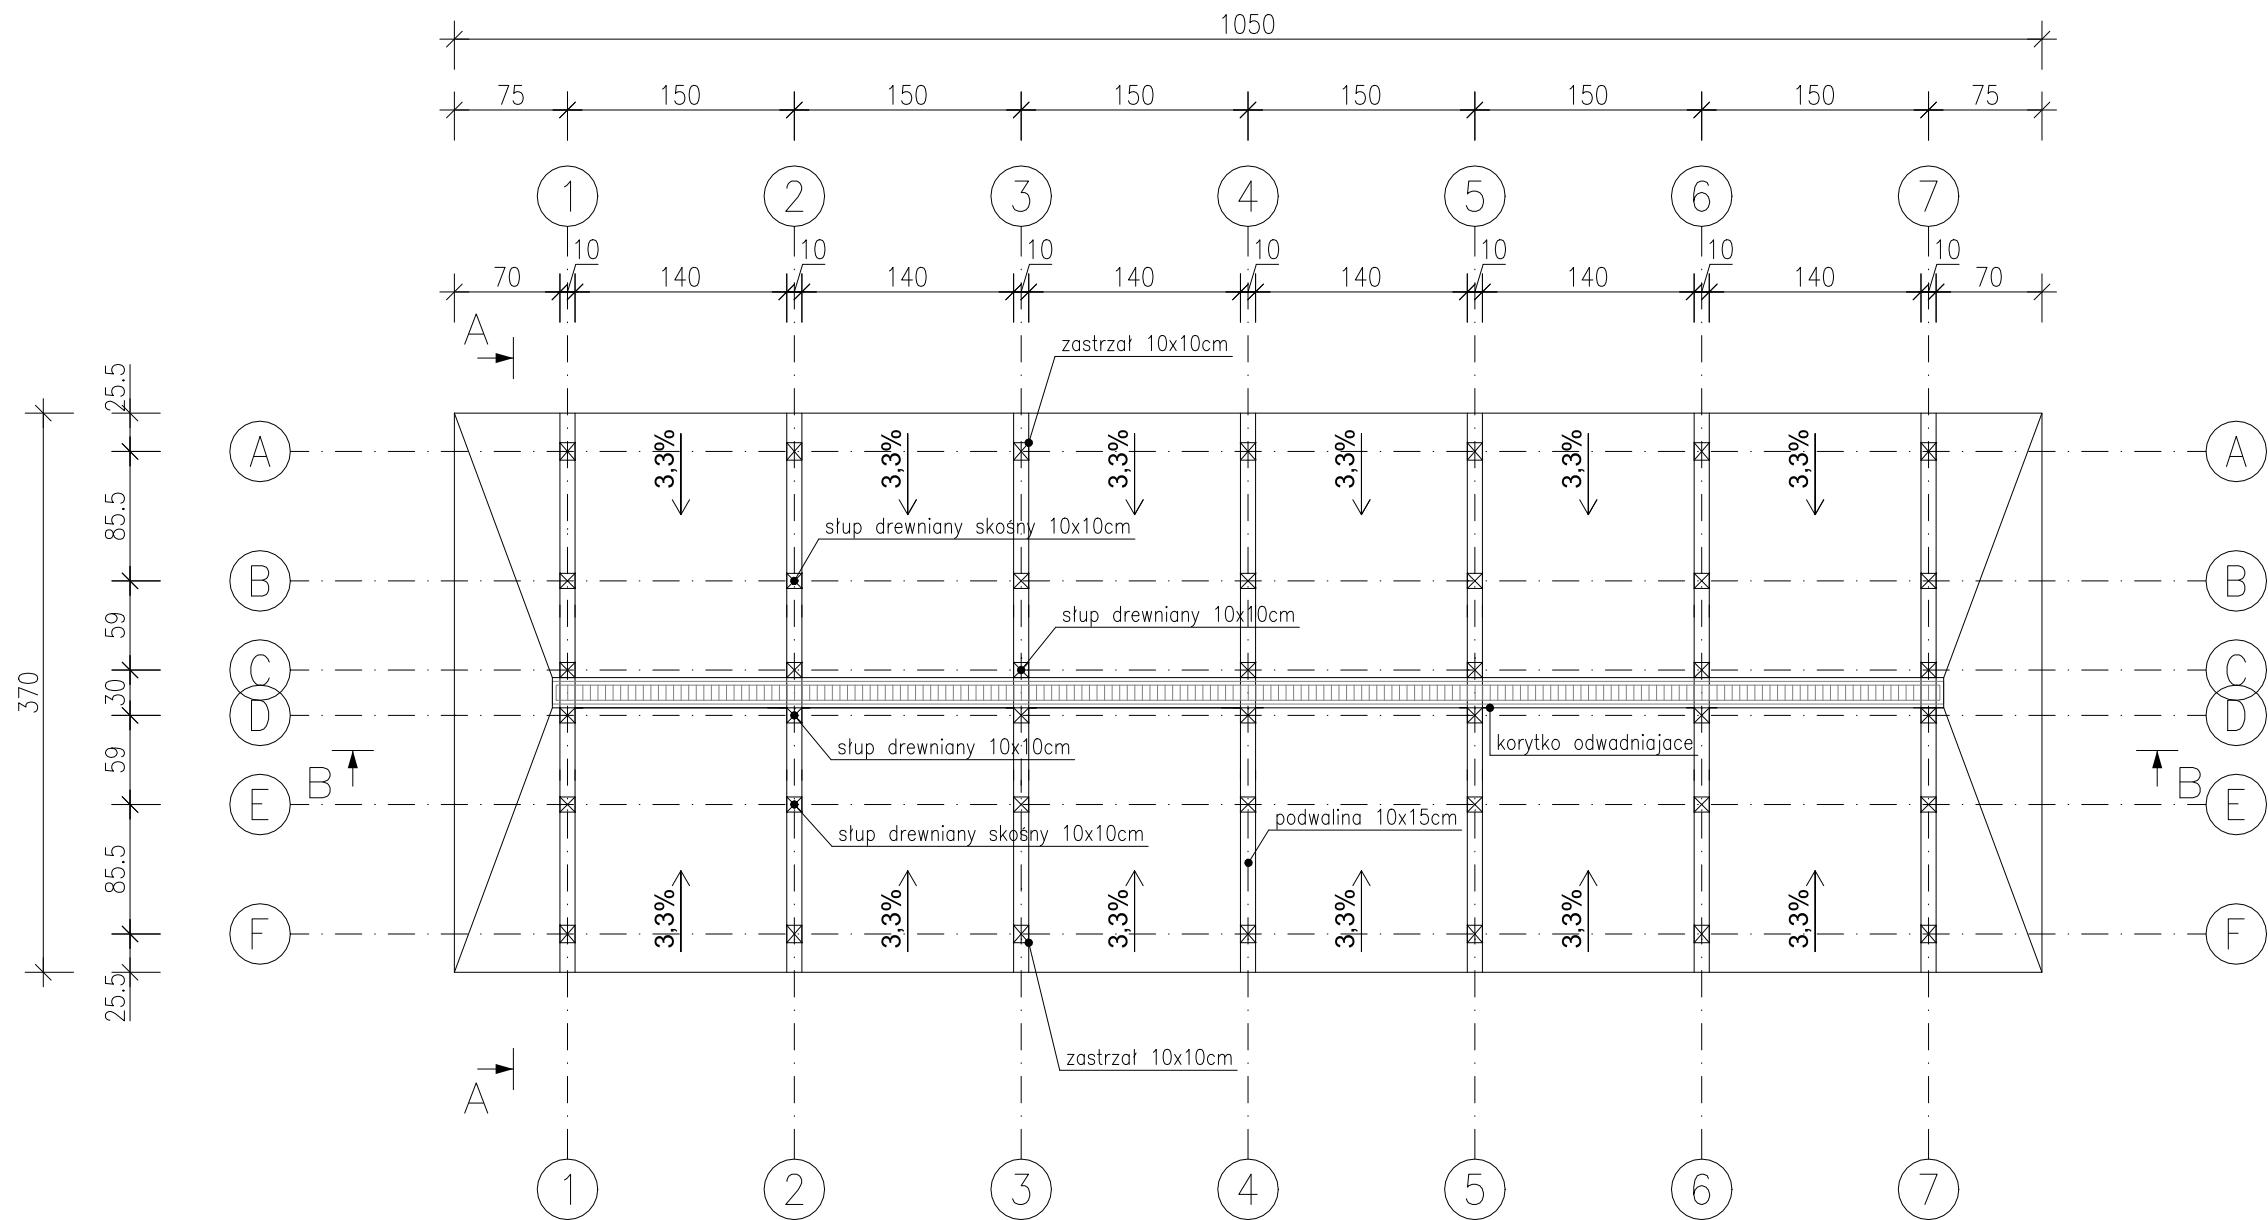 1050
75 150 150 150 150 150 150 75
1 2 3 4 5 6 7
10 10 10 10 10 10 10
70 140 140 140 140 140 140 70
A
zastrzał 10x10cm
25.5
A A
3,3% 3,3% 3,3% 3,3% 3,3% 3,3%
85.5
słup drewniany skośny 10x10cm
B B
59
słup drewniany 10x10cm
C C
370
30
D D
słup drewniany 10x10cm
korytko odwadniajace
59
B B
E E
podwalina 10x15cm
słup drewniany skośny 10x10cm
85.5
3,3% 3,3% 3,3% 3,3% 3,3% 3,3%
F F
25.5
zastrzał 10x10cm
A
1 2 3 4 5 6 7